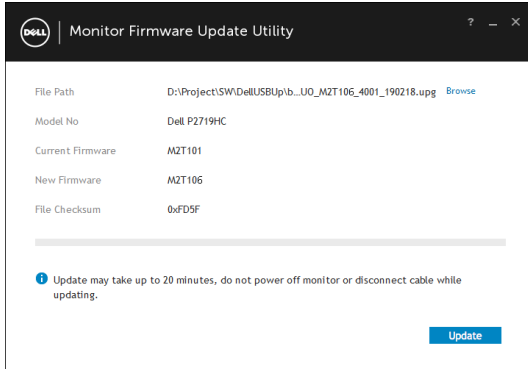 DELL Monitor Firmware Update Utility ? _ ×
File Path D:\Project\SW\DellUSBUp\b...UO_M2T106_4001_190218.upg Browse
Model No Dell P2719HC
Current Firmware M2T101
New Firmware M2T106
File Checksum 0xFD5F
Update may take up to 20 minutes, do not power off monitor or disconnect cable while
updating.
Update